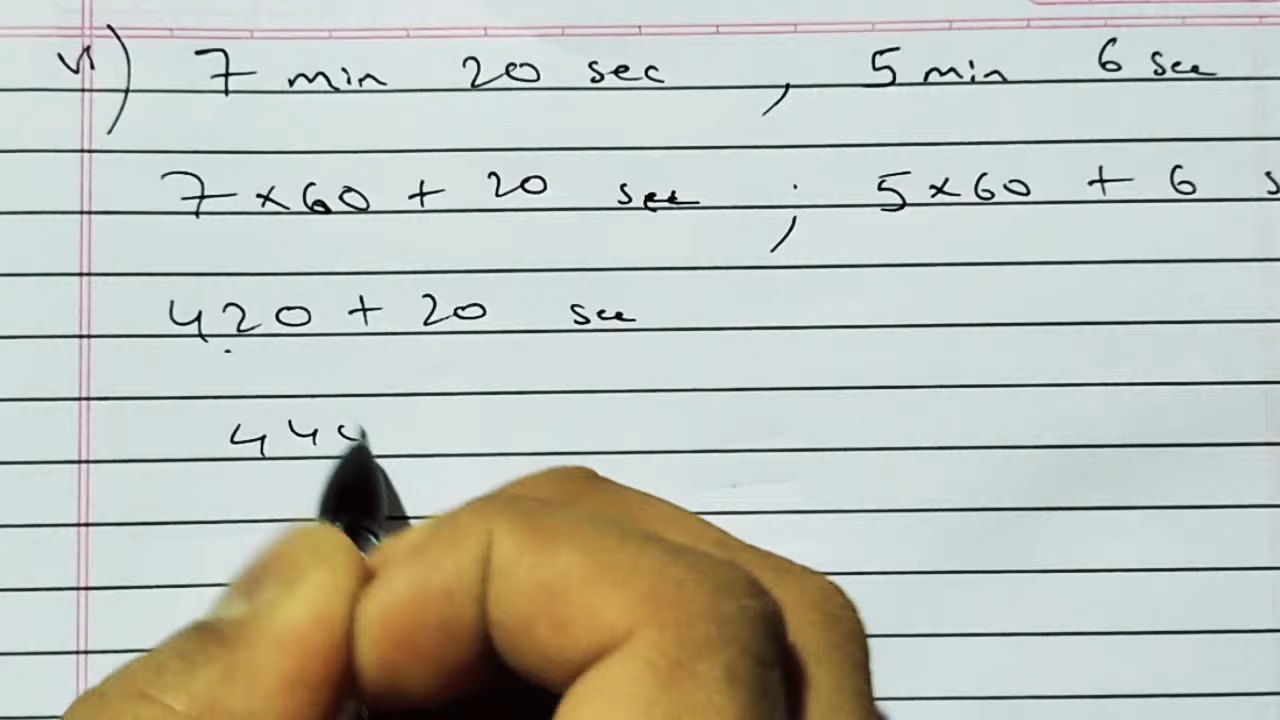 vi) 7 min 20 sec , 5 min 6 sec
7 × 60 + 20 sec ; 5 × 60 + 6 s
420 + 20 sec
440